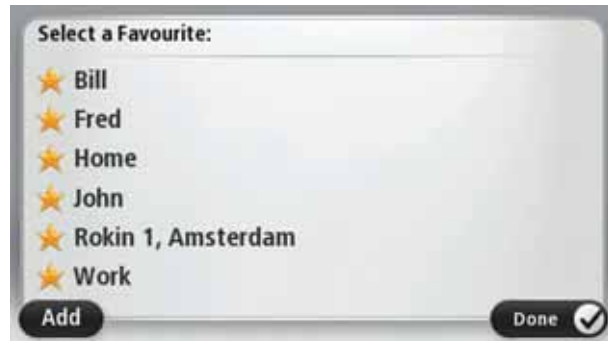 Select a Favourite:
Bill
Fred
Home
John
Rokin 1, Amsterdam
Work
Add
Done